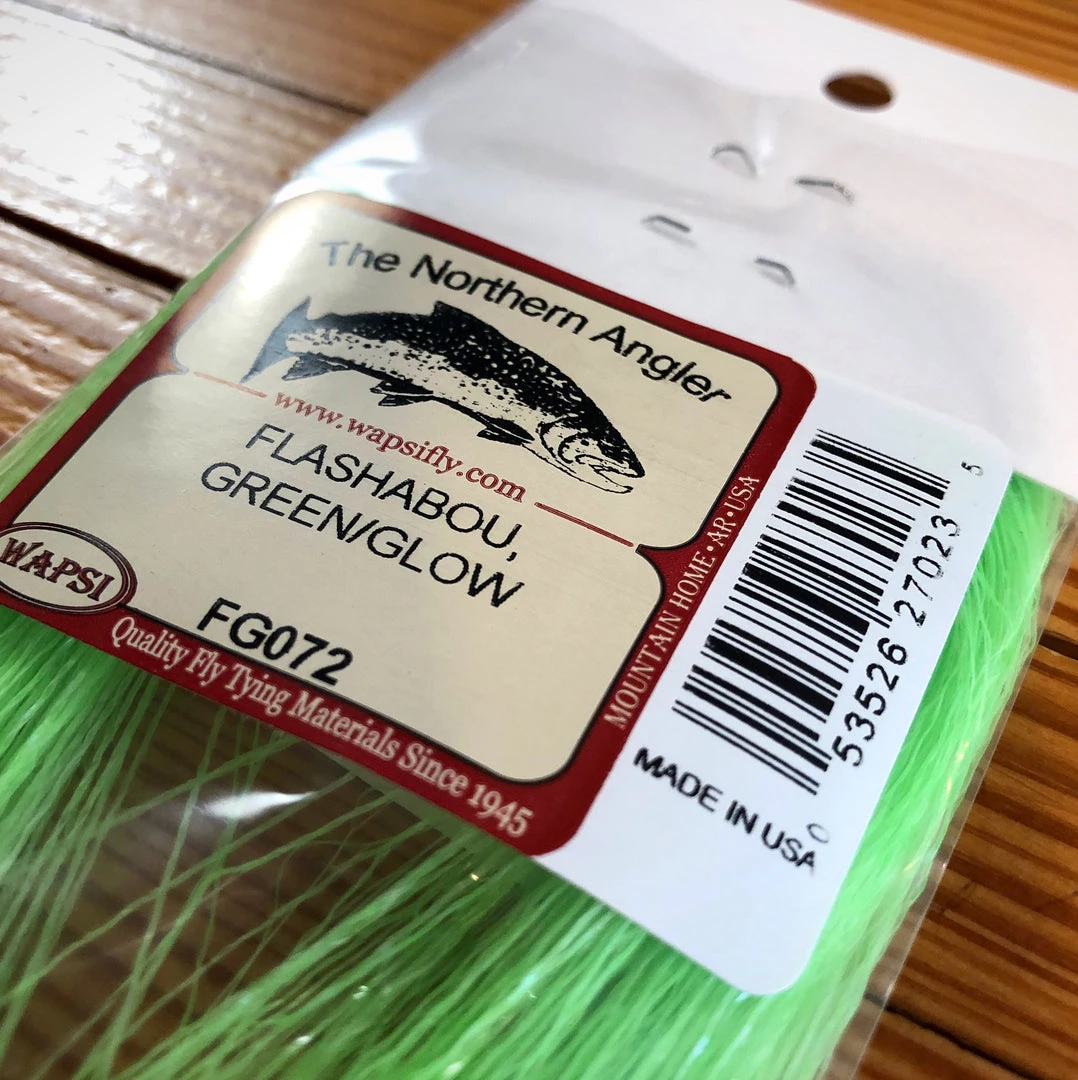 The Northern Angler
www.wapsifly.com
FLASHABOU,
GREEN/GLOW
WAPSI
FG072
Quality Fly Tying Materials Since 1945
MOUNTAIN HOME•AR•USA
0 53526 27023 5
MADE IN USA